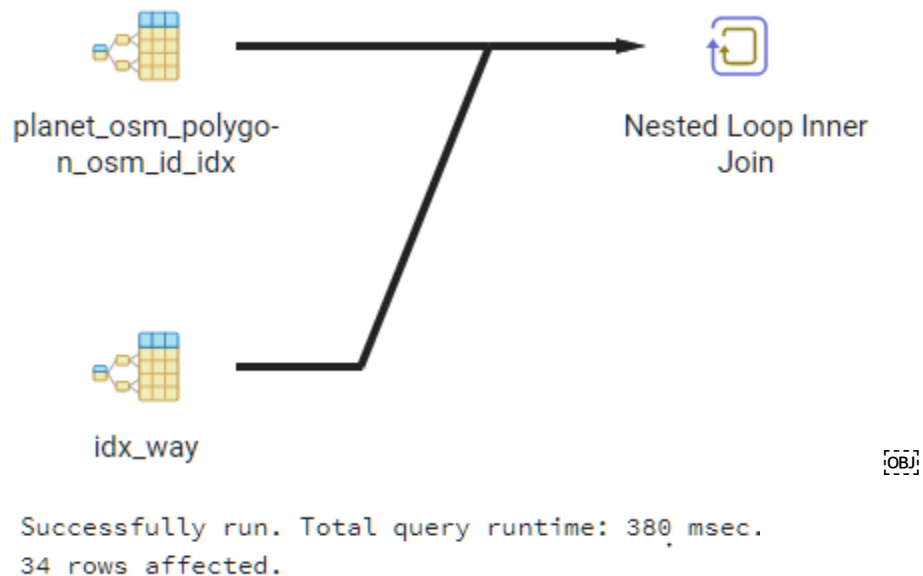 planet_osm_polygo-
n_osm_id_idx
Nested Loop Inner
Join
idx_way
OBJ
Successfully run. Total query runtime: 380 msec.
34 rows affected.